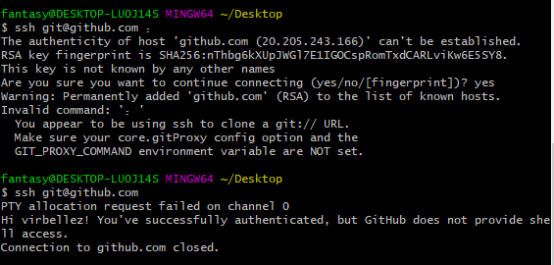 fantasy@DESKTOP-LUOJ14S MINGW64 ~/Desktop
$ ssh git@github.com ：
The authenticity of host 'github.com (20.205.243.166)' can't be established.
RSA key fingerprint is SHA256:nThbg6kXUpJWGl7E1IGOCspRomTxdCARLviKw6E5SY8.
This key is not known by any other names
Are you sure you want to continue connecting (yes/no/[fingerprint])? yes
Warning: Permanently added 'github.com' (RSA) to the list of known hosts.
Invalid command: '：'
You appear to be using ssh to clone a git:// URL.
Make sure your core.gitProxy config option and the
GIT_PROXY_COMMAND environment variable are NOT set.
fantasy@DESKTOP-LUOJ14S MINGW64 ~/Desktop
$ ssh git@github.com
PTY allocation request failed on channel 0
Hi virbellez! You've successfully authenticated, but GitHub does not provide she
ll access.
Connection to github.com closed.